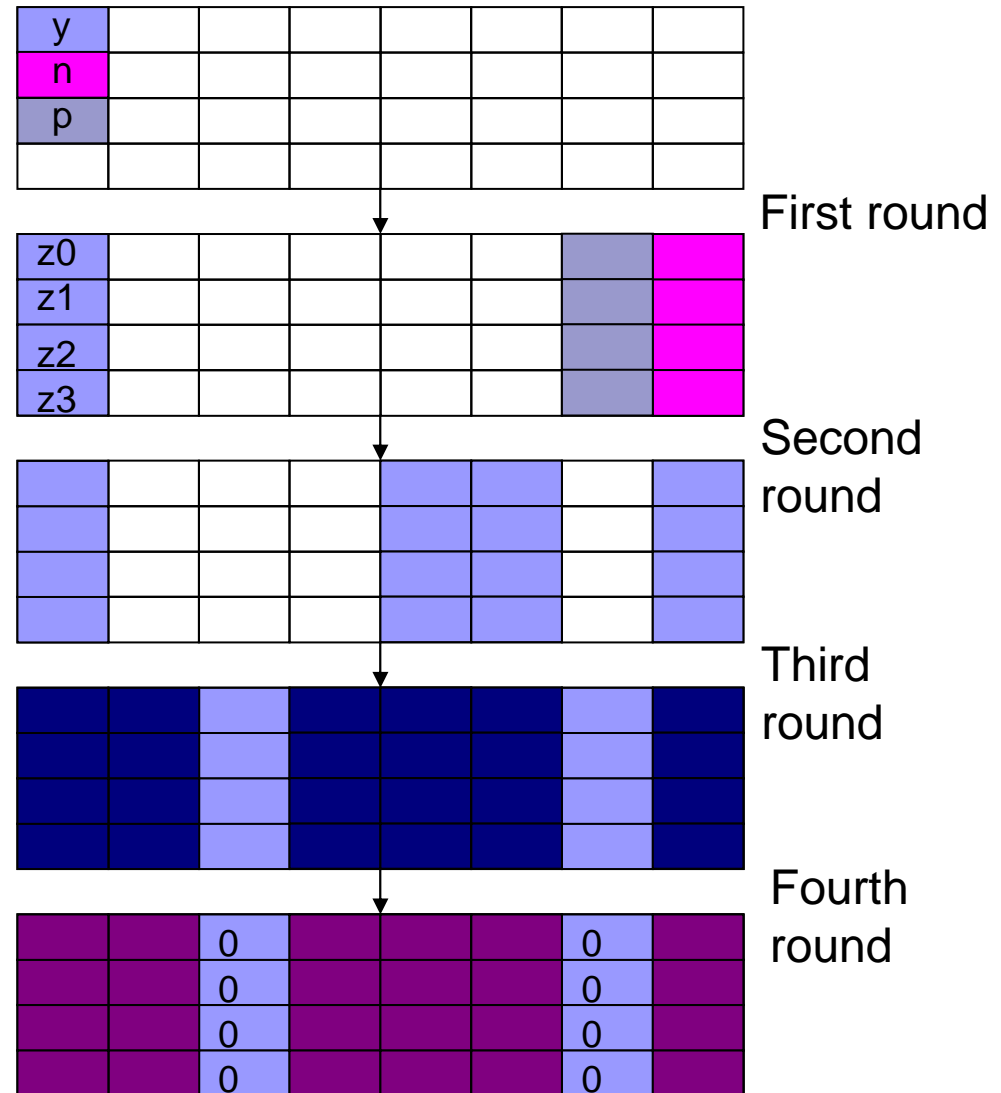 y
n
p
First round
z0
z1
z2
z3
Second
round
Third
round
Fourth
round
0 0
0 0
0 0
0 0